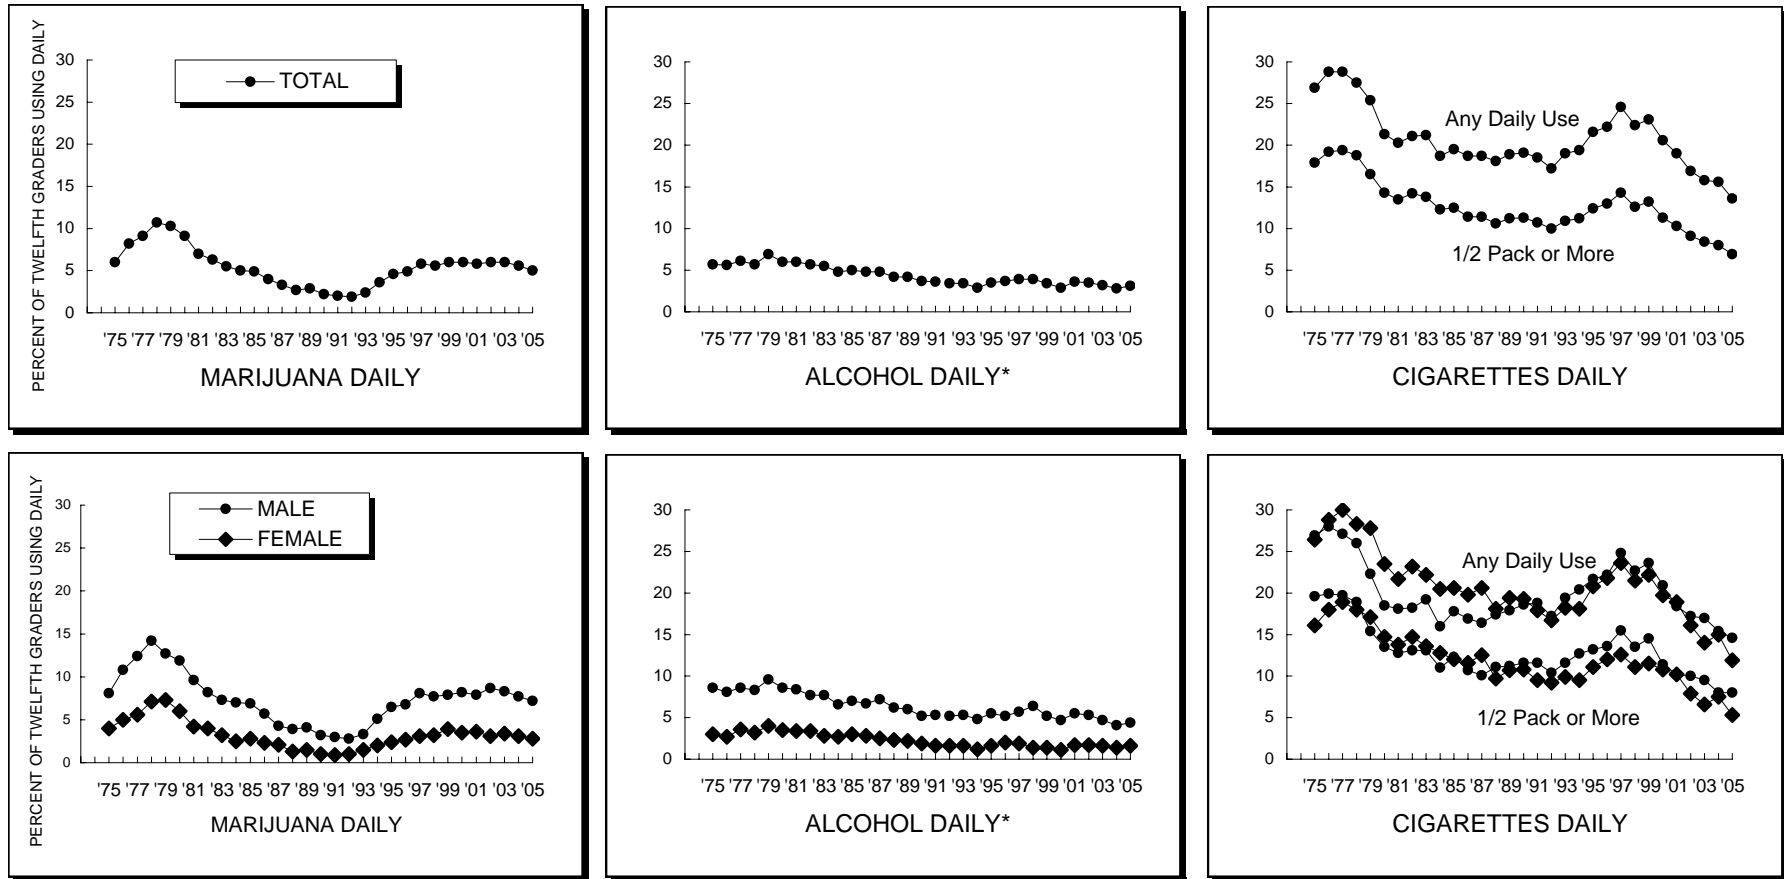 PERCENT OF TWELFTH GRADERS USING DAILY
30
25
20
15
10
5
0
TOTAL
'75 '77 '79 '81 '83 '85 '87 '89 '91 '93 '95 '97 '99 '01 '03 '05
MARIJUANA DAILY
30
25
20
15
10
5
0
'75 '77 '79 '81 '83 '85 '87 '89 '91 '93 '95 '97 '99 '01 '03 '05
ALCOHOL DAILY*
30
25
20
15
10
5
0
Any Daily Use
1/2 Pack or More
'75 '77 '79 '81 '83 '85 '87 '89 '91 '93 '95 '97 '99 '01 '03 '05
CIGARETTES DAILY
PERCENT OF TWELFTH GRADERS USING DAILY
30
25
20
15
10
5
0
MALE
FEMALE
'75 '77 '79 '81 '83 '85 '87 '89 '91 '93 '95 '97 '99 '01 '03 '05
MARIJUANA DAILY
30
25
20
15
10
5
0
'75 '77 '79 '81 '83 '85 '87 '89 '91 '93 '95 '97 '99 '01 '03 '05
ALCOHOL DAILY*
30
25
20
15
10
5
0
Any Daily Use
1/2 Pack or More
'75 '77 '79 '81 '83 '85 '87 '89 '91 '93 '95 '97 '99 '01 '03 '05
CIGARETTES DAILY